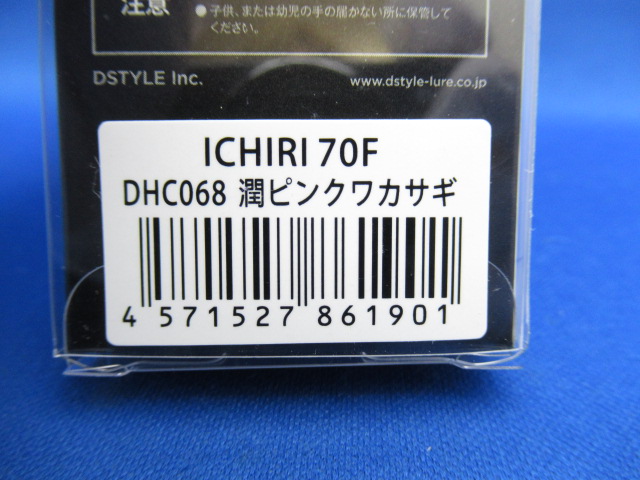 注意
●子供、または幼児の手の届かない所に保管して
ください。
DSTYLE Inc.
www.dstyle-lure.co.jp
ICHIRI 70F
DHC068 潤ピンクワカサギ
4 571527 861901